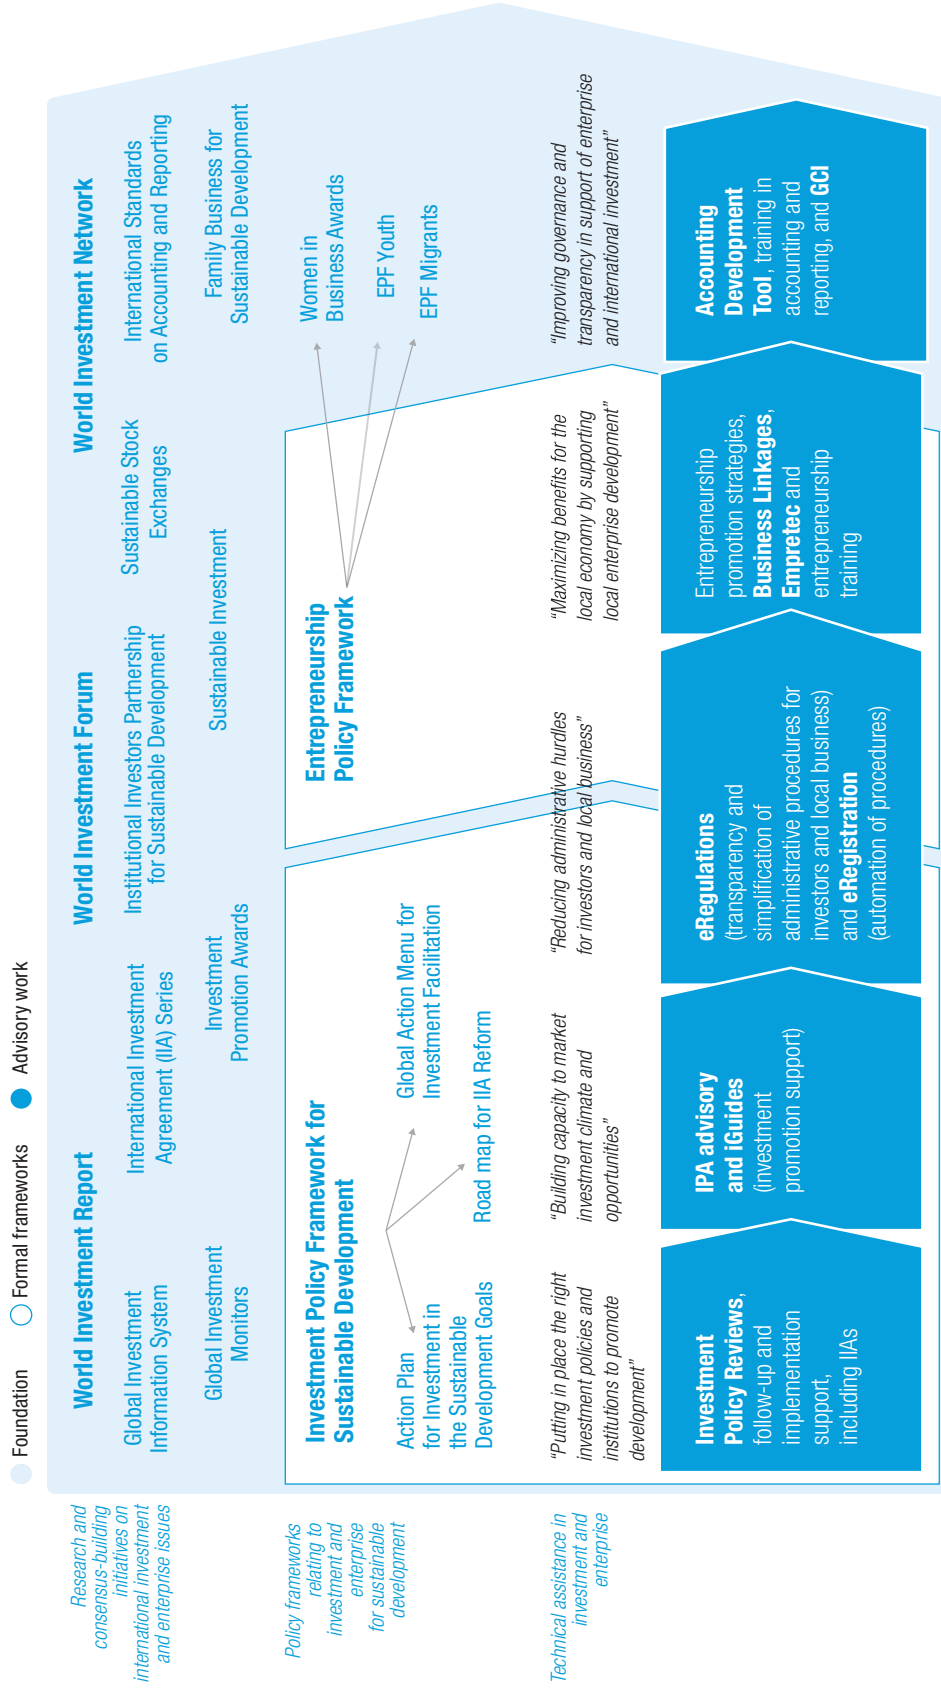 Foundation
Formal frameworks
Advisory work
Research and
consensus-building
initiatives on
international investment
and enterprise issues
World Investment Report
World Investment Forum
World Investment Network
Global Investment
Information System
International Investment
Agreement (IIA) Series
Institutional Investors Partnership
for Sustainable Development
Sustainable Stock
Exchanges
International Standards
on Accounting and Reporting
Global Investment
Monitors
Investment
Promotion Awards
Sustainable Investment
Family Business for
Sustainable Development
Policy frameworks
relating to
investment and
enterprise
for sustainable
development
Investment Policy Framework for
Sustainable Development
Action Plan
for Investment in
the Sustainable
Development Goals
Global Action Menu for
Investment Facilitation
Road map for IIA Reform
Entrepreneurship
Policy Framework
Women in
Business Awards
EPF Youth
EPF Migrants
Technical assistance in
investment and
enterprise
“Putting in place the right
investment policies and
institutions to promote
development”
“Building capacity to market
investment climate and
opportunities”
“Reducing administrative hurdles
for investors and local business”
“Maximizing benefits for the
local economy by supporting
local enterprise development”
“Improving governance and
transparency in support of enterprise
and international investment”
Investment
Policy Reviews,
follow-up and
implementation
support,
including IIAs
IPA advisory
and iGuides
(investment
promotion support)
eRegulations
(transparency and
simplification of
administrative procedures for
investors and local business)
and eRegistration
(automation of procedures)
Entrepreneurship
promotion strategies,
Business Linkages,
Empretec and
entrepreneurship
training
Accounting
Development
Tool, training in
accounting and
reporting, and GCI